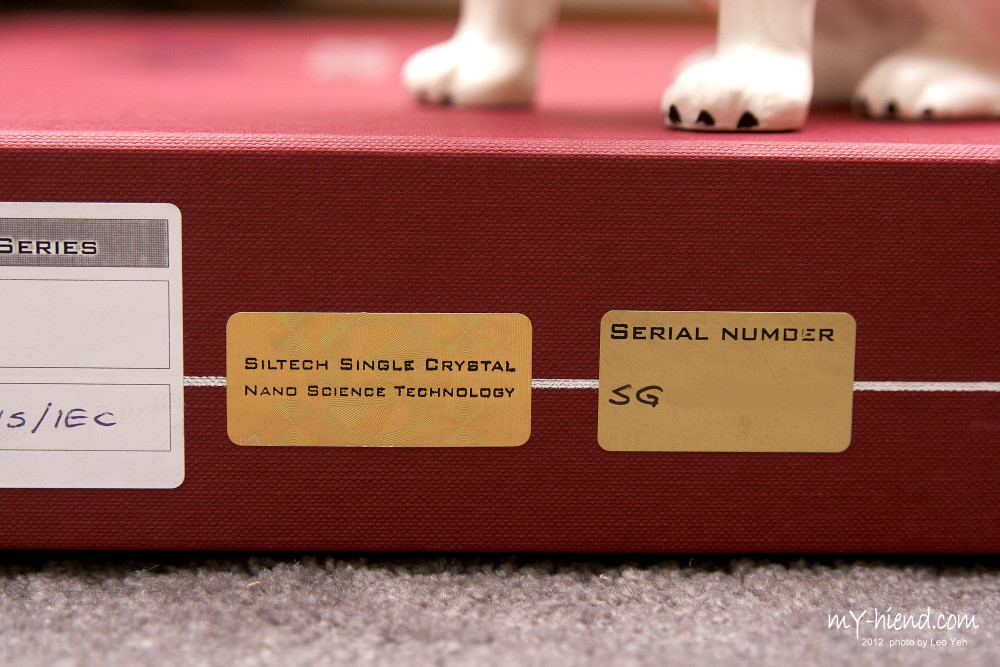 Series
Siltech Single Crystal
Nano Science Technology
Serial number
SG
/IEC
my-hiend.com
2012 photo by Leo Yeh